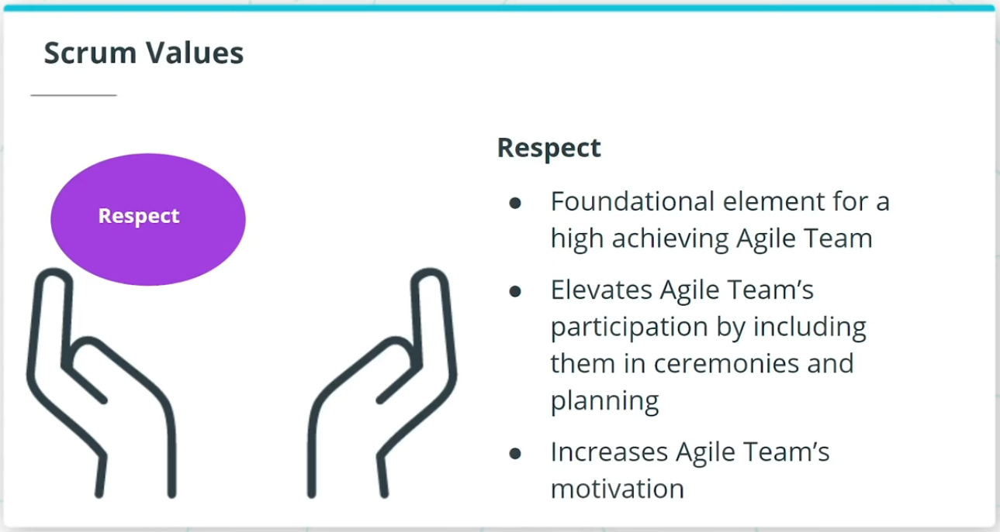 Scrum Values
Respect
Respect
● Foundational element for a
high achieving Agile Team
● Elevates Agile Team’s
participation by including
them in ceremonies and
planning
● Increases Agile Team’s
motivation